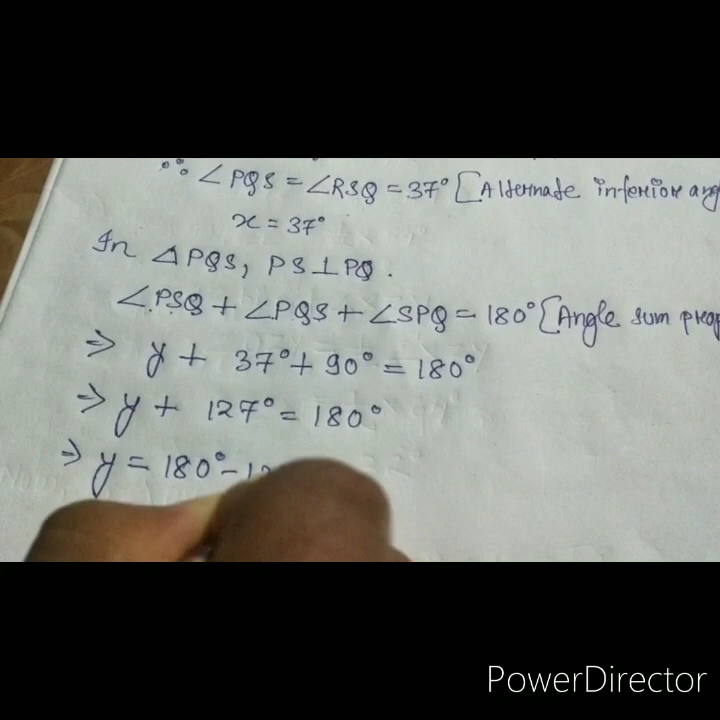 ∴ ∠PQS = ∠RSQ = 37° [Alternate interior
x = 37°
In △PQS, PS⊥PQ.
∠PSQ + ∠PQS + ∠SPQ = 180° [Angle sum
⇒ y + 37° + 90° = 180°
⇒ y + 127° = 180°
⇒ y = 180° -
PowerDirector